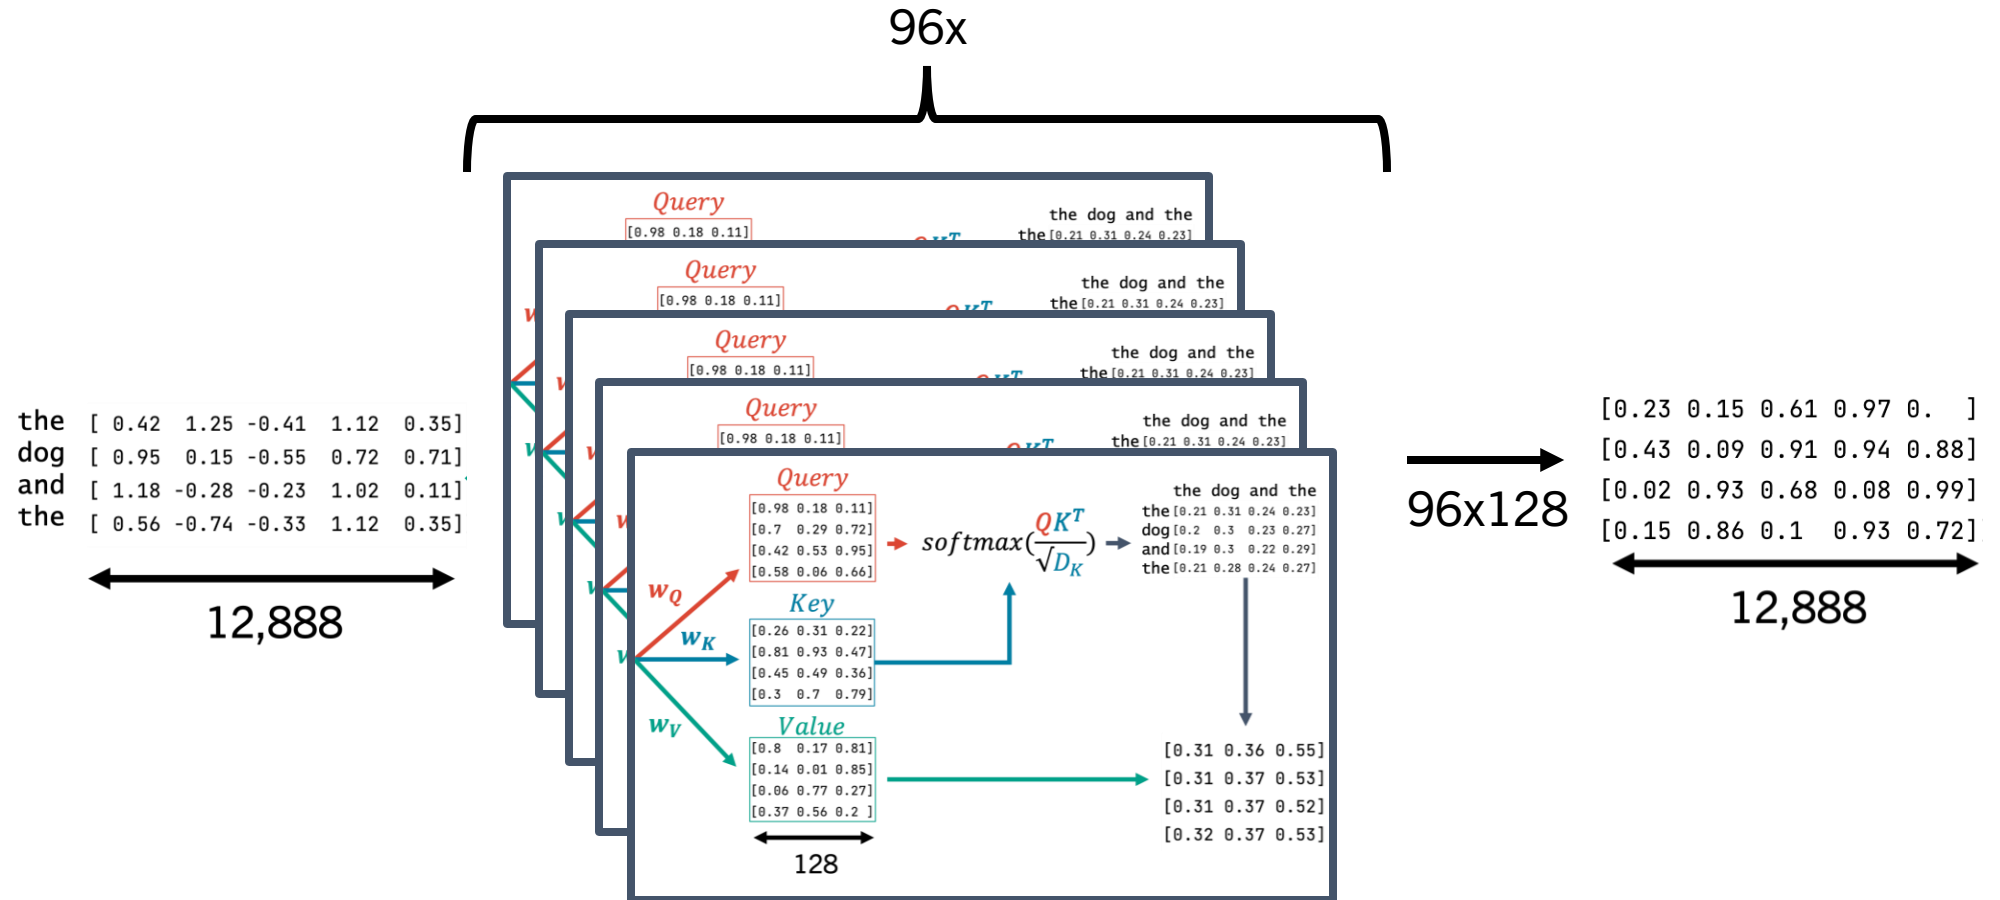 96x
Query
[0.98 0.18 0.11]
the dog and the
the [0.21 0.31 0.24 0.23]
Query
[0.98 0.18 0.11]
the dog and the
the [0.21 0.31 0.24 0.23]
Query
[0.98 0.18 0.11]
the dog and the
the [0.21 0.31 0.24 0.23]
Query
[0.98 0.18 0.11]
the dog and the
the [0.21 0.31 0.24 0.23]
the [ 0.42 1.25 -0.41 1.12 0.35]
dog [ 0.95 0.15 -0.55 0.72 0.71]
and [ 1.18 -0.28 -0.23 1.02 0.11]
the [ 0.56 -0.74 -0.33 1.12 0.35]
12,888
Query
[0.98 0.18 0.11]
[0.7 0.29 0.72]
[0.42 0.53 0.95]
[0.58 0.06 0.66]
w_Q
Key
w_K
[0.26 0.31 0.22]
[0.81 0.93 0.47]
[0.45 0.49 0.36]
[0.3 0.7 0.79]
w_V
Value
[0.8 0.17 0.81]
[0.14 0.01 0.85]
[0.06 0.77 0.27]
[0.37 0.56 0.2 ]
128
softmax(QK^T/√D_K)
the dog and the
the [0.21 0.31 0.24 0.23]
dog [0.2 0.3 0.23 0.27]
and [0.19 0.3 0.22 0.29]
the [0.21 0.28 0.24 0.27]
[0.31 0.36 0.55]
[0.31 0.37 0.53]
[0.31 0.37 0.52]
[0.32 0.37 0.53]
96x128
[0.23 0.15 0.61 0.97 0. ]
[0.43 0.09 0.91 0.94 0.88]
[0.02 0.93 0.68 0.08 0.99]
[0.15 0.86 0.1 0.93 0.72]
12,888